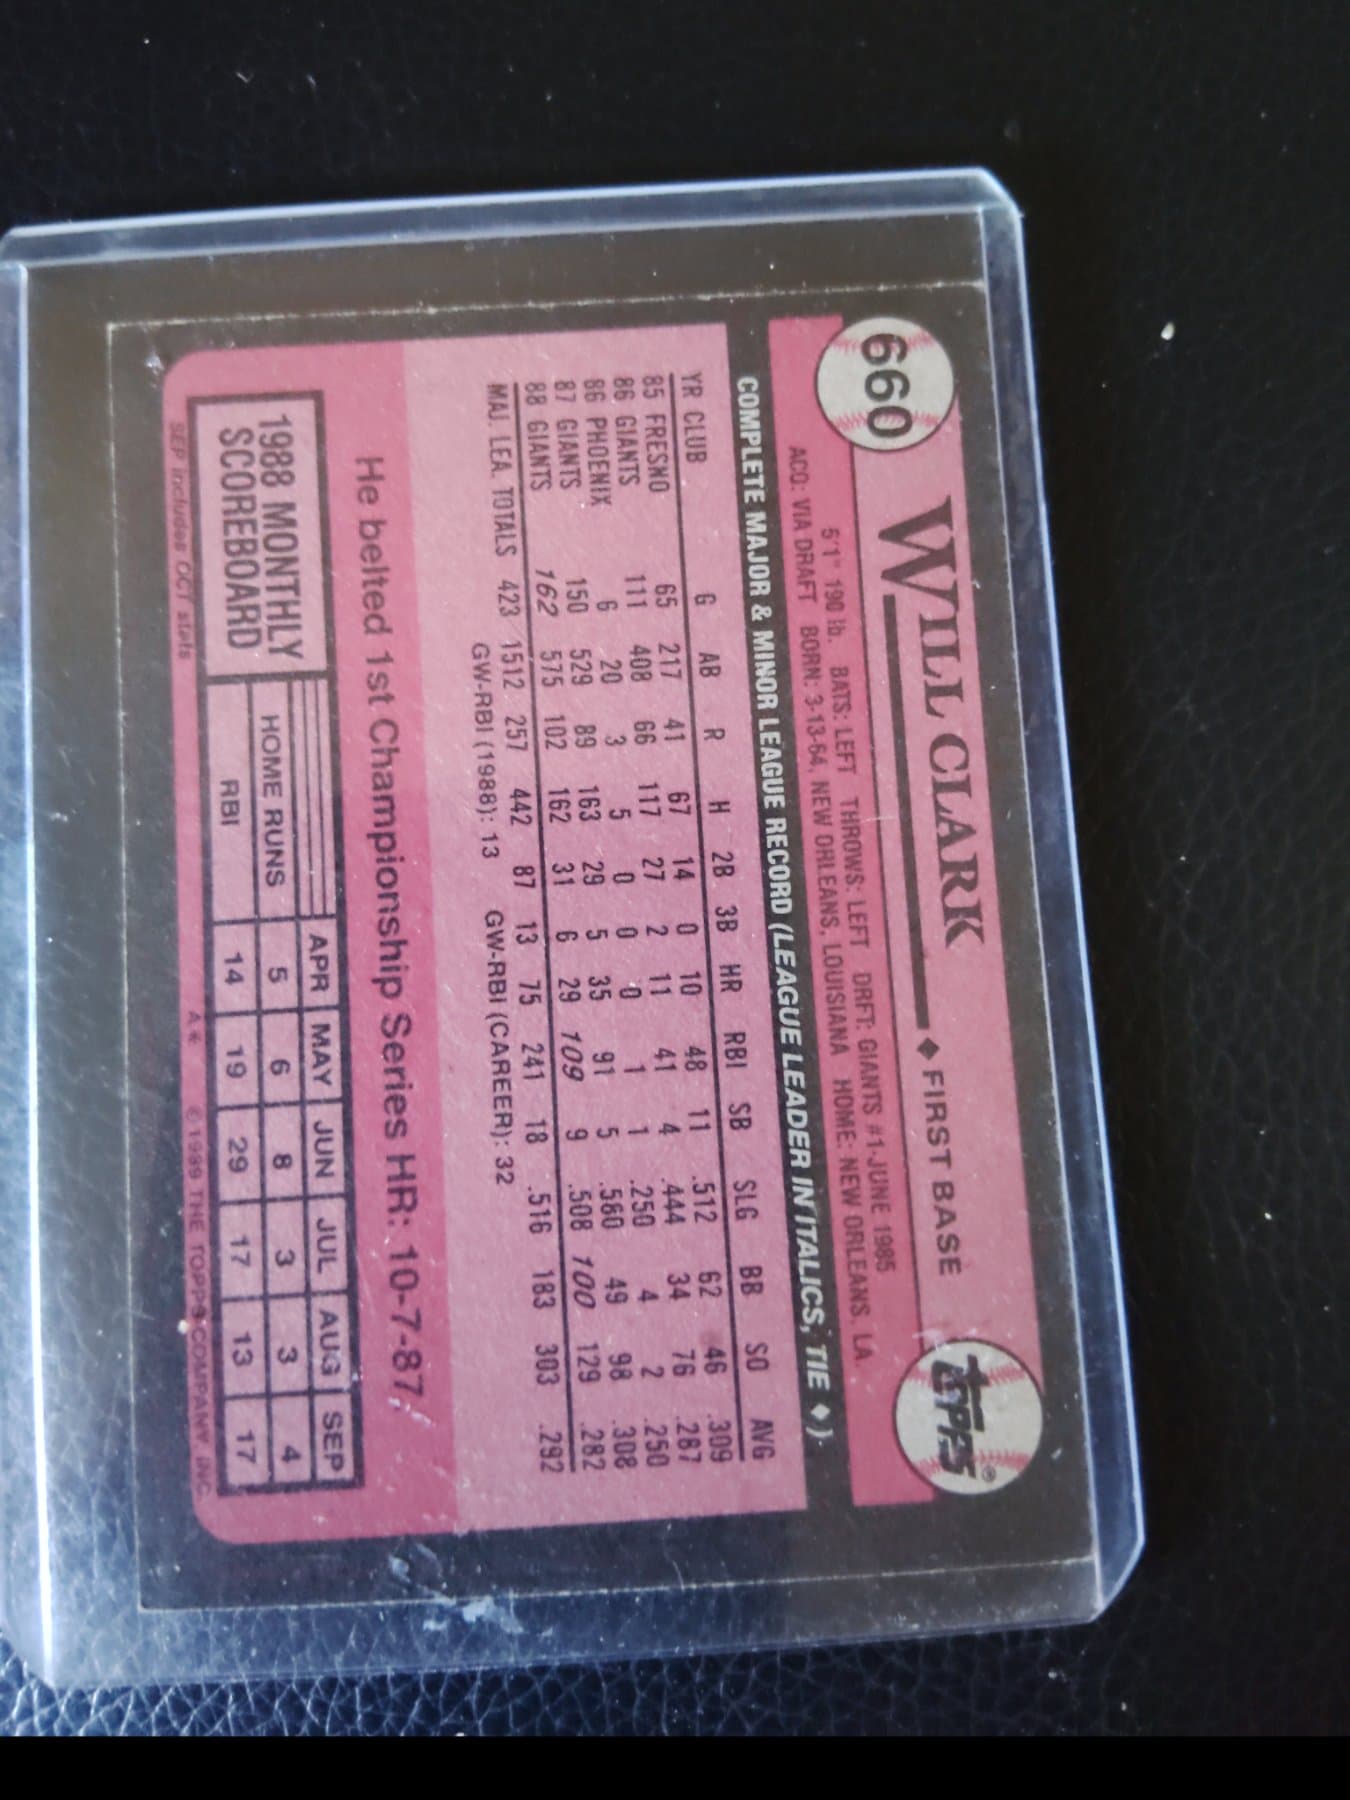 660
WILL CLARK ◆ FIRST BASE
TOPPS®
6'1" 190 lb. BATS: LEFT THROWS: LEFT DRFT: GIANTS #1-JUNE 1985
ACQ: VIA DRAFT BORN: 3-13-64, NEW ORLEANS, LOUISIANA HOME: NEW ORLEANS, LA.
COMPLETE MAJOR & MINOR LEAGUE RECORD (LEAGUE LEADER IN ITALICS, TIE ◆)
YR CLUB G AB R H 2B 3B HR RBI SB SLG BB SO AVG
85 FRESNO 65 217 41 67 14 0 10 48 11 .512 62 46 .309
86 GIANTS 111 408 66 117 27 2 11 41 4 .444 34 76 .287
86 PHOENIX 6 20 3 5 0 0 0 1 1 .250 4 2 .250
87 GIANTS 150 529 89 163 29 5 35 91 5 .580 49 98 .308
88 GIANTS 162 575 102 162 31 6 29 109 9 .508 100 129 .282
MAJ. LEA. TOTALS 423 1512 257 442 87 13 75 241 18 .516 183 303 .292
GW-RBI (1988): 13 GW-RBI (CAREER): 32
He belted 1st Championship Series HR: 10-7-87
1988 MONTHLY
SCOREBOARD
APR MAY JUN JUL AUG SEP
HOME RUNS 5 6 8 3 3 4
RBI 14 19 29 17 13 17
SEP includes OCT stats A* © 1989 THE TOPPS COMPANY, INC.